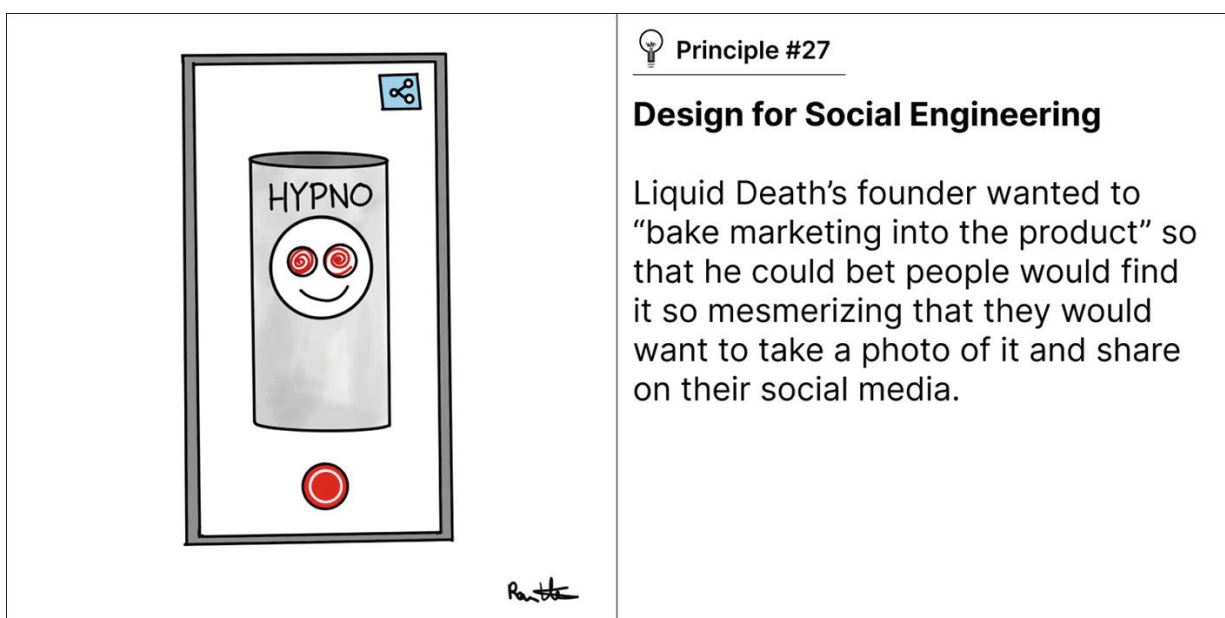 HYPNO
Principle #27
Design for Social Engineering
Liquid Death’s founder wanted to
“bake marketing into the product” so
that he could bet people would find
it so mesmerizing that they would
want to take a photo of it and share
on their social media.